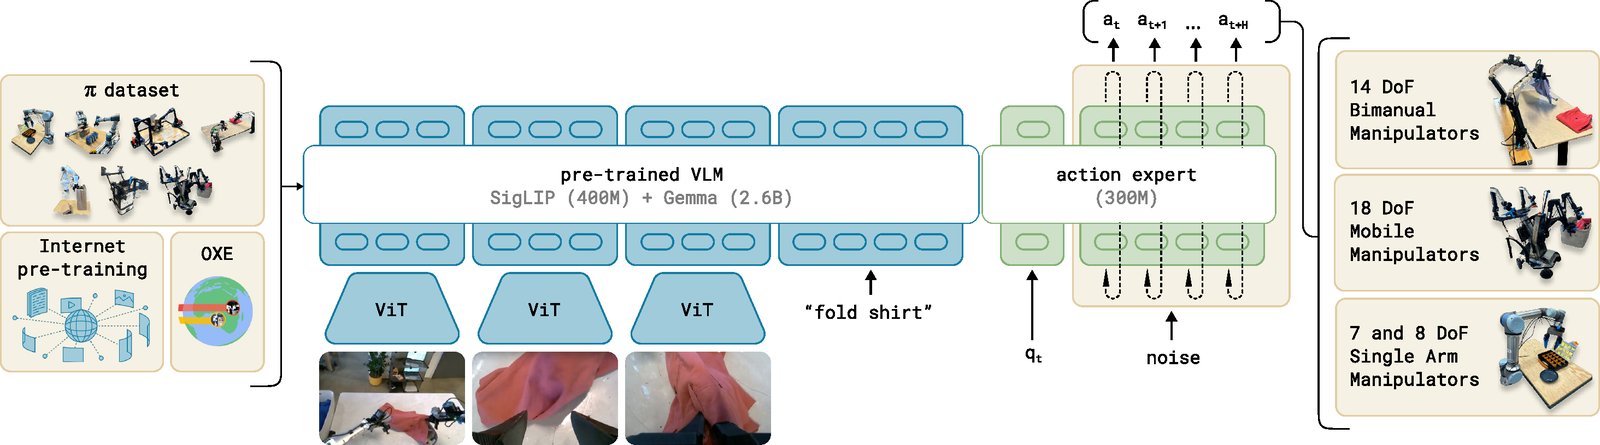 π dataset
Internet
pre-training
OXE
pre-trained VLM
SigLIP (400M) + Gemma (2.6B)
ViT
ViT
ViT
“fold shirt”
action expert
(300M)
qt
noise
at at+1 ... at+H
14 DoF
Bimanual
Manipulators
18 DoF
Mobile
Manipulators
7 and 8 DoF
Single Arm
Manipulators